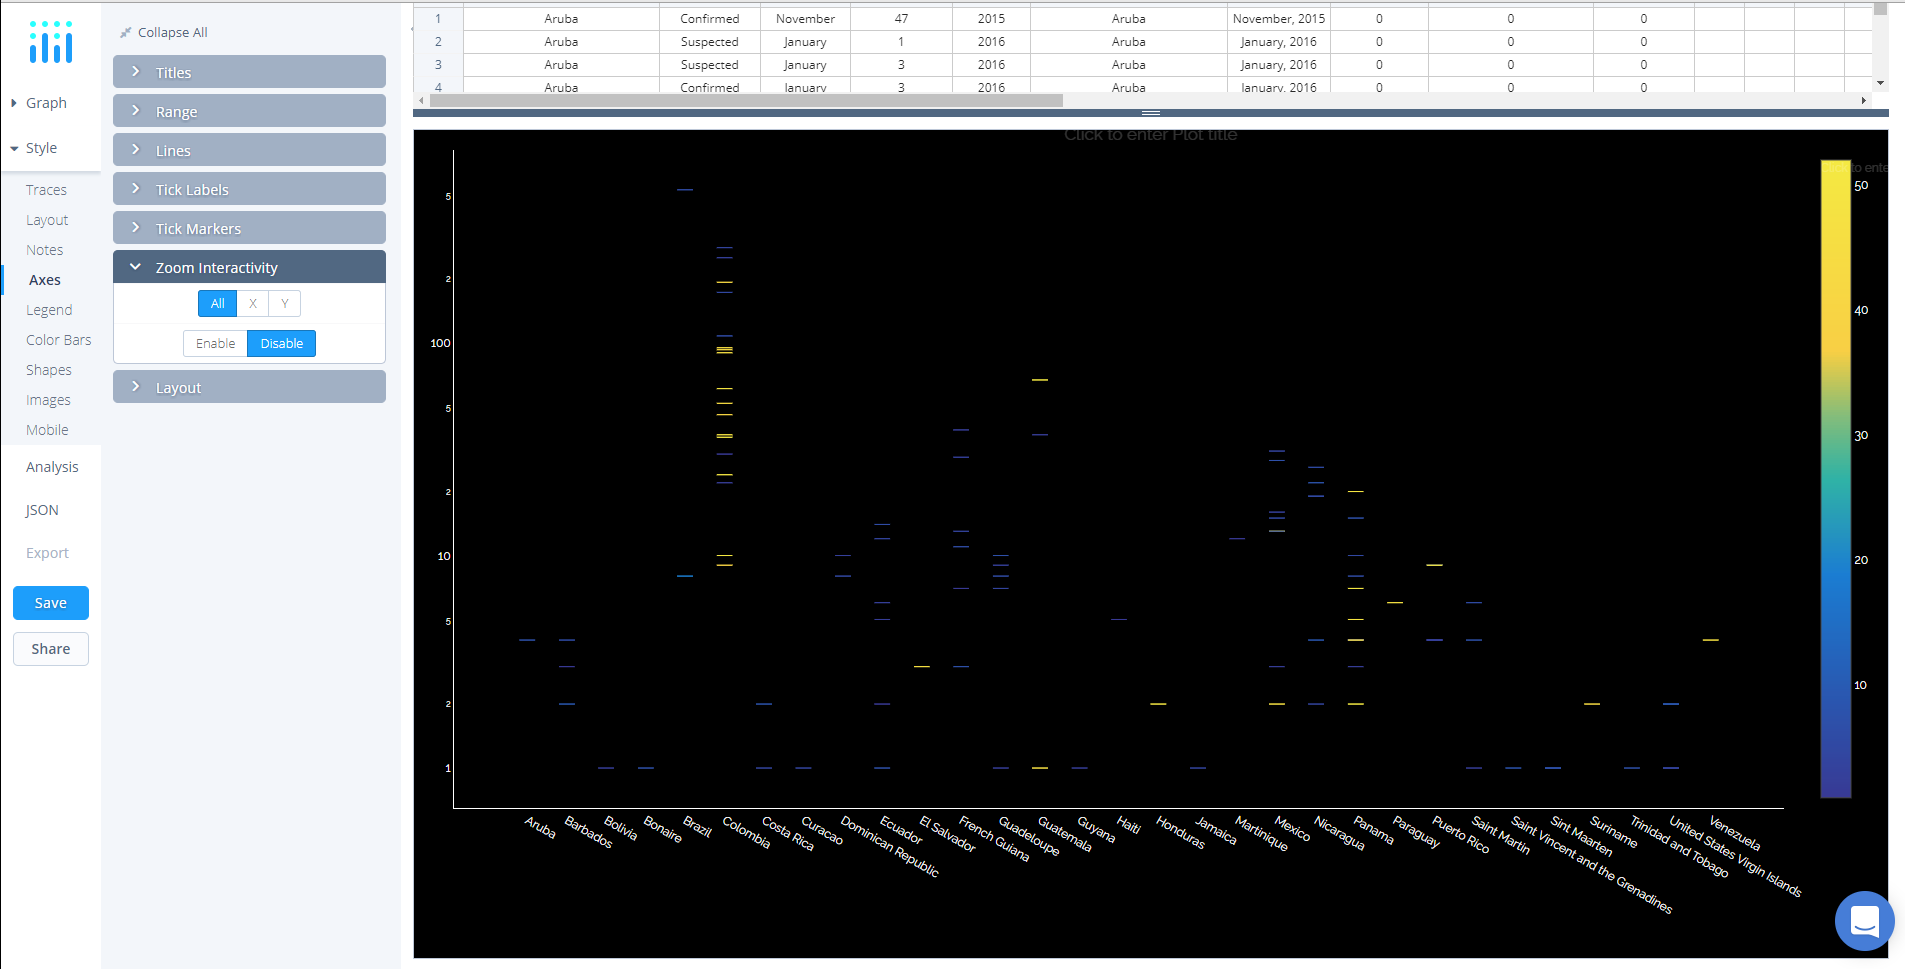 Collapse All
Titles
Range
Lines
Tick Labels
Tick Markers
Zoom Interactivity
All X Y
Enable Disable
Layout
Graph
Style
Traces
Layout
Notes
Axes
Legend
Color Bars
Shapes
Images
Mobile
Analysis
JSON
Export
Save
Share
1 Aruba Confirmed November 47 2015 Aruba November, 2015 0 0 0
2 Aruba Suspected January 1 2016 Aruba January, 2016 0 0 0
3 Aruba Suspected January 3 2016 Aruba January, 2016 0 0 0
4 Aruba Confirmed January 3 2016 Aruba January, 2016 0 0 0
Click to enter Plot title
to ente
5
2
100
5
2
10
5
2
1
50
40
30
20
10
Aruba
Barbados
Bolivia
Bonaire
Brazil
Colombia
Costa Rica
Curacao
Dominican Republic
Ecuador
El Salvador
French Guiana
Guadeloupe
Guatemala
Guyana
Haiti
Honduras
Jamaica
Martinique
Mexico
Nicaragua
Panama
Paraguay
Puerto Rico
Saint Martin
Saint Vincent and the Grenadines
Sint Maarten
Suriname
Trinidad and Tobago
United States Virgin Islands
Venezuela